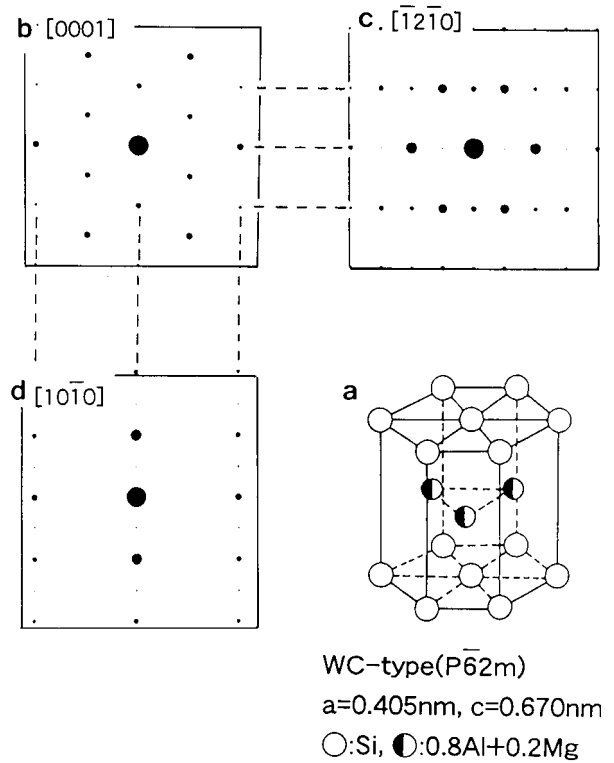 b [0001]
c. [1̄21̄0]
d [101̄0]
a
WC-type(P6̄2m)
a=0.405nm, c=0.670nm
○:Si, ◐:0.8Al+0.2Mg